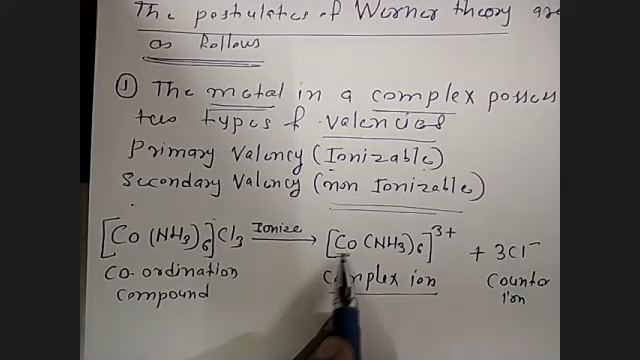 The postulates of Werner theory are
as follows
① The metal in a complex possess
two types of valencies
Primary Valency (Ionizable)
Secondary Valency (non Ionizable)
[Co(NH3)6]Cl3 Ionize → [Co(NH3)6]3+ + 3Cl-
Co-ordination compound
complex ion
Counter ion